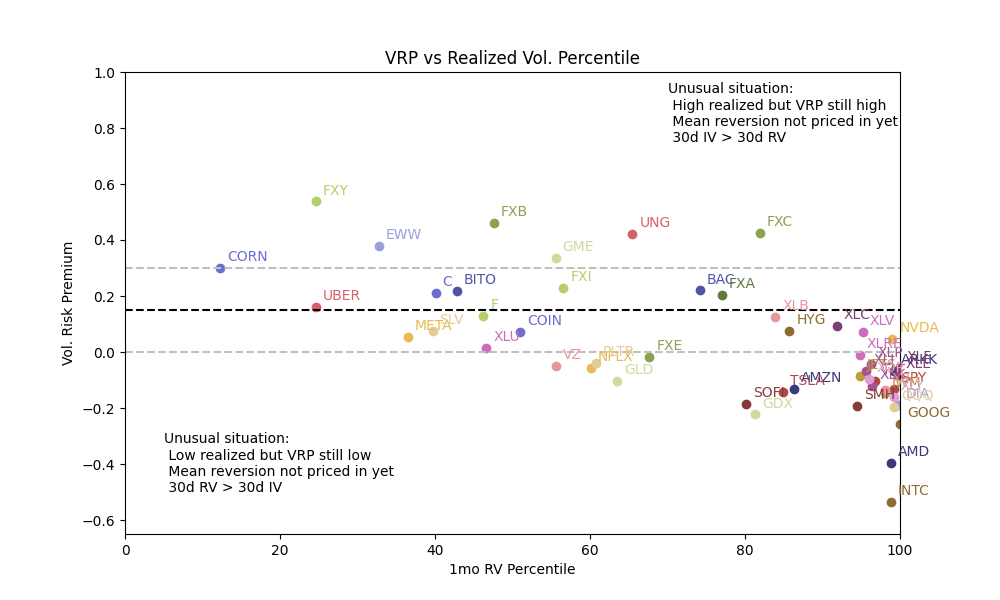 VRP vs Realized Vol. Percentile
1.0
0.8
0.6
0.4
0.2
0.0
−0.2
−0.4
−0.6
Vol. Risk Premium
Unusual situation:
High realized but VRP still high
Mean reversion not priced in yet
30d IV > 30d RV
FXY
FXB
UNG
FXC
EWW
GME
CORN
FXI
C
BITO
BAC
FXA
UBER
F
XLB
XLC
META
SLV
COIN
HYG
XLV
NVDA
XLU
XLRE
VZ
PLTR
NFLX
FXE
GLD
TSLA
AMZN
SPY
SOFI
GDX
SMH
QQQ
GOOG
AMD
INTC
Unusual situation:
Low realized but VRP still low
Mean reversion not priced in yet
30d RV > 30d IV
0
20
40
60
80
100
1mo RV Percentile